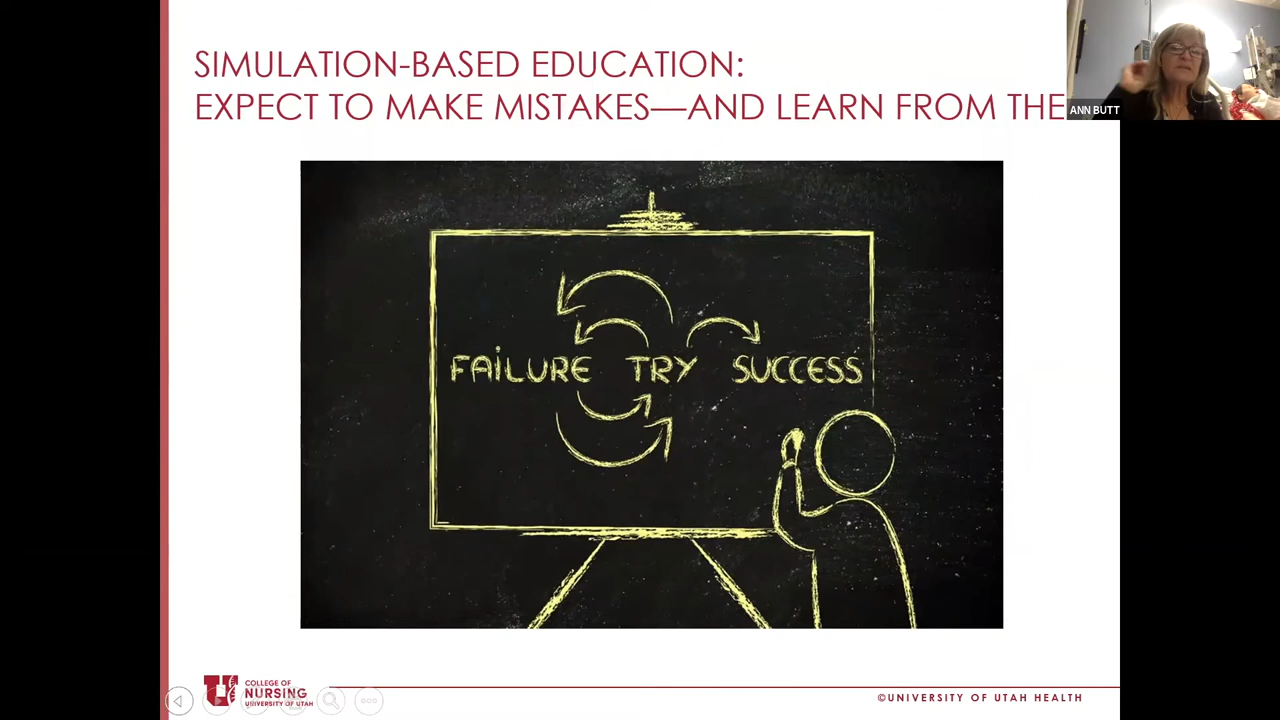 SIMULATION-BASED EDUCATION:
EXPECT TO MAKE MISTAKES—AND LEARN FROM THE
ANN BUTT
FAILURE TRY SUCCESS
COLLEGE OF
NURSING
UNIVERSITY OF UTAH
©UNIVERSITY OF UTAH HEALTH